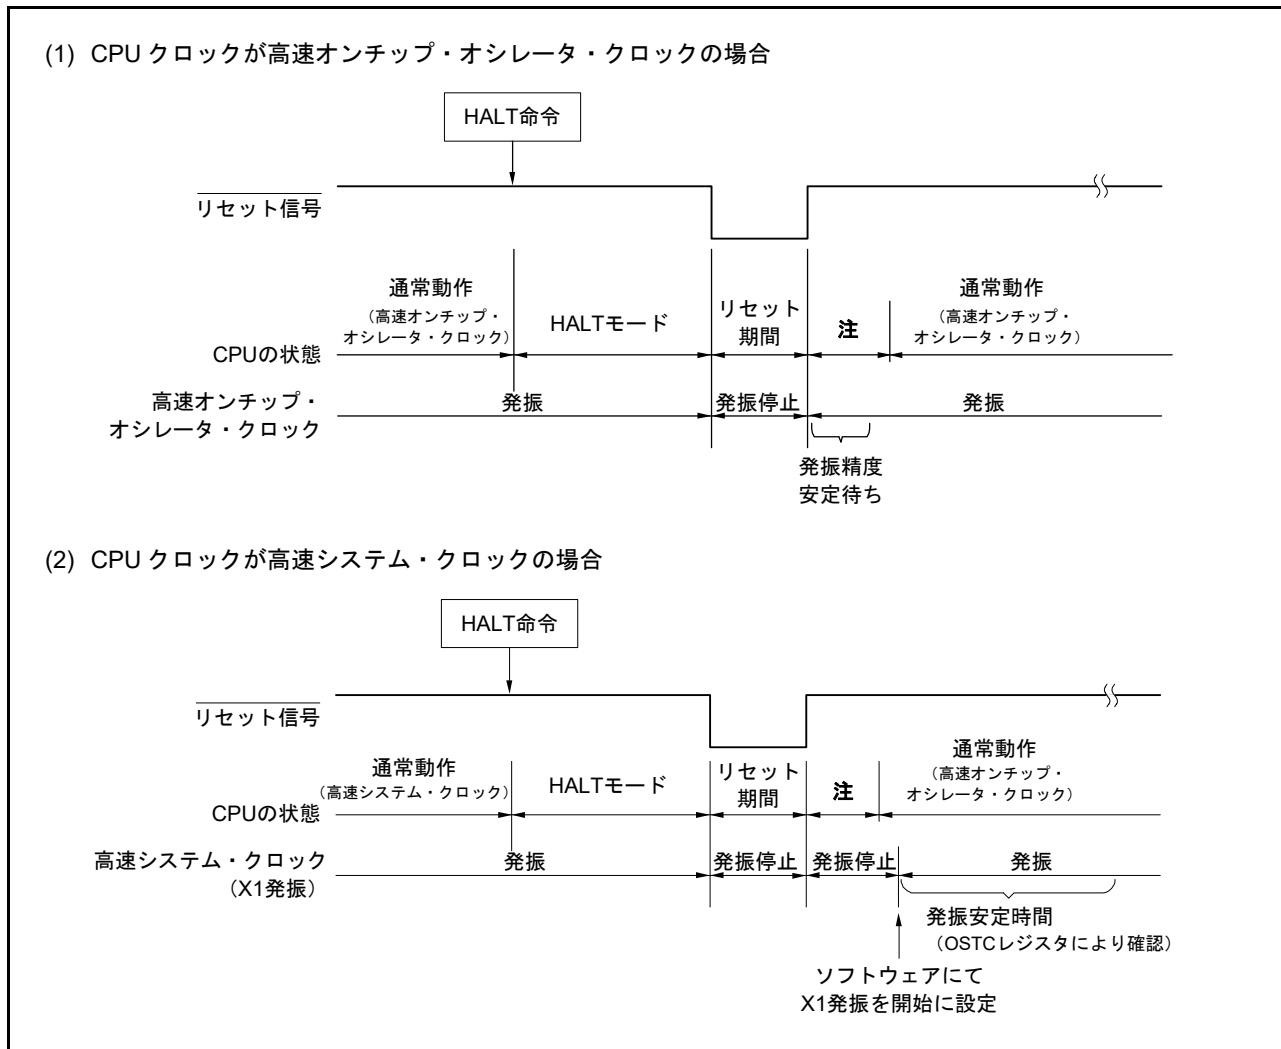 (1) CPU クロックが高速オンチップ・オシレータ・クロックの場合
HALT命令
リセット信号
通常動作
（高速オンチップ・
オシレータ・クロック）
HALTモード
リセット
期間
注
通常動作
（高速オンチップ・
オシレータ・クロック）
CPUの状態
高速オンチップ・
オシレータ・クロック
発振
発振停止
発振
発振精度
安定待ち
(2) CPU クロックが高速システム・クロックの場合
HALT命令
リセット信号
通常動作
（高速システム・クロック）
HALTモード
リセット
期間
注
通常動作
（高速オンチップ・
オシレータ・クロック）
CPUの状態
高速システム・クロック
（X1発振）
発振
発振停止
発振停止
発振
発振安定時間
（OSTCレジスタにより確認）
ソフトウェアにて
X1発振を開始に設定